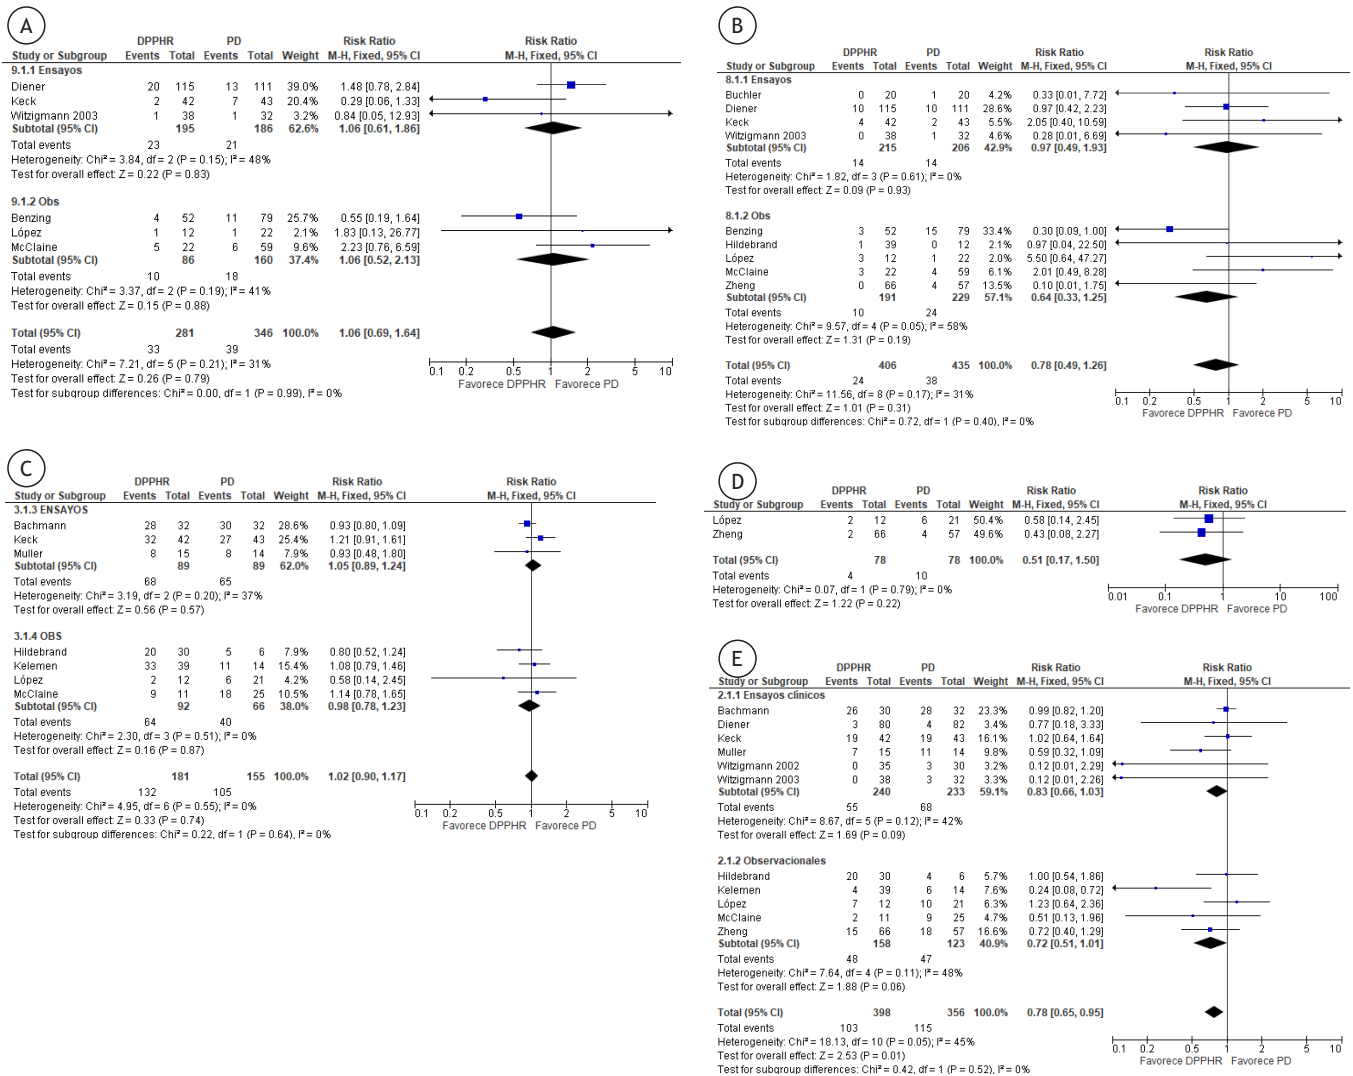 A
DPPHR PD Risk Ratio Risk Ratio
Study or Subgroup Events Total Events Total Weight M-H, Fixed, 95% CI M-H, Fixed, 95% CI
9.1.1 Ensayos
Diener 20 115 13 111 39.0% 1.48 [0.78, 2.84]
Keck 2 42 7 43 20.4% 0.29 [0.06, 1.33]
Witzigmann 2003 1 38 1 32 3.2% 0.84 [0.05, 12.93]
Subtotal (95% CI) 195 186 62.6% 1.06 [0.61, 1.86]
Total events 23 21
Heterogeneity: Chi² = 3.84, df = 2 (P = 0.15); I² = 48%
Test for overall effect: Z = 0.22 (P = 0.83)
9.1.2 Obs
Benzing 4 52 11 79 25.7% 0.55 [0.19, 1.64]
López 1 12 1 22 2.1% 1.83 [0.13, 26.77]
McClaine 5 22 6 59 9.6% 2.23 [0.76, 6.59]
Subtotal (95% CI) 86 160 37.4% 1.06 [0.52, 2.13]
Total events 10 18
Heterogeneity: Chi² = 3.37, df = 2 (P = 0.19); I² = 41%
Test for overall effect: Z = 0.15 (P = 0.88)
Total (95% CI) 281 346 100.0% 1.06 [0.69, 1.64]
Total events 33 39
Heterogeneity: Chi² = 7.21, df = 5 (P = 0.21); I² = 31%
Test for overall effect: Z = 0.26 (P = 0.79)
Test for subgroup differences: Chi² = 0.00, df = 1 (P = 0.99), I² = 0%
0.1 0.2 0.5 1 2 5 10
Favorece DPPHR Favorece PD
B
DPPHR PD Risk Ratio Risk Ratio
Study or Subgroup Events Total Events Total Weight M-H, Fixed, 95% CI M-H, Fixed, 95% CI
8.1.1 Ensayos
Buchler 0 20 1 20 4.2% 0.33 [0.01, 7.72]
Diener 10 115 10 111 28.6% 0.97 [0.42, 2.23]
Keck 4 42 2 43 5.6% 2.05 [0.40, 10.59]
Witzigmann 2003 0 38 1 32 4.6% 0.28 [0.01, 6.69]
Subtotal (95% CI) 215 206 42.9% 0.97 [0.49, 1.93]
Total events 14 14
Heterogeneity: Chi² = 1.82, df = 3 (P = 0.61); I² = 0%
Test for overall effect: Z = 0.09 (P = 0.93)
8.1.2 Obs
Benzing 3 52 15 79 33.4% 0.30 [0.09, 1.00]
Hildebrand 1 39 0 12 2.1% 0.97 [0.04, 22.50]
López 3 12 1 22 2.0% 5.50 [0.64, 47.27]
McClaine 3 22 4 59 6.1% 2.01 [0.49, 8.28]
Zheng 0 66 4 57 13.5% 0.10 [0.01, 1.75]
Subtotal (95% CI) 191 229 57.1% 0.64 [0.33, 1.25]
Total events 10 24
Heterogeneity: Chi² = 9.57, df = 4 (P = 0.05); I² = 58%
Test for overall effect: Z = 1.31 (P = 0.19)
Total (95% CI) 406 435 100.0% 0.78 [0.49, 1.26]
Total events 24 38
Heterogeneity: Chi² = 11.56, df = 8 (P = 0.17); I² = 31%
Test for overall effect: Z = 1.01 (P = 0.31)
Test for subgroup differences: Chi² = 0.72, df = 1 (P = 0.40), I² = 0%
0.1 0.2 0.5 1 2 5 10
Favorece DPPHR Favorece PD
C
DPPHR PD Risk Ratio Risk Ratio
Study or Subgroup Events Total Events Total Weight M-H, Fixed, 95% CI M-H, Fixed, 95% CI
3.1.3 ENSAYOS
Bachmann 28 32 30 32 28.6% 0.93 [0.80, 1.09]
Keck 32 42 27 43 25.4% 1.21 [0.91, 1.61]
Muller 8 15 8 14 7.9% 0.93 [0.48, 1.80]
Subtotal (95% CI) 89 89 62.0% 1.05 [0.89, 1.24]
Total events 68 65
Heterogeneity: Chi² = 3.19, df = 2 (P = 0.20); I² = 37%
Test for overall effect: Z = 0.56 (P = 0.57)
3.1.4 OBS
Hildebrand 20 30 5 6 7.9% 0.80 [0.52, 1.24]
Kelemen 33 39 11 14 15.4% 1.08 [0.79, 1.46]
López 2 12 6 21 4.2% 0.58 [0.14, 2.45]
McClaine 9 11 18 25 10.5% 1.14 [0.78, 1.65]
Subtotal (95% CI) 92 66 38.0% 0.98 [0.78, 1.23]
Total events 64 40
Heterogeneity: Chi² = 2.30, df = 3 (P = 0.51); I² = 0%
Test for overall effect: Z = 0.16 (P = 0.87)
Total (95% CI) 181 155 100.0% 1.02 [0.90, 1.17]
Total events 132 105
Heterogeneity: Chi² = 4.95, df = 6 (P = 0.55); I² = 0%
Test for overall effect: Z = 0.33 (P = 0.74)
Test for subgroup differences: Chi² = 0.22, df = 1 (P = 0.64), I² = 0%
0.1 0.2 0.5 1 2 5 10
Favorece DPPHR Favorece PD
D
DPPHR PD Risk Ratio Risk Ratio
Study or Subgroup Events Total Events Total Weight M-H, Fixed, 95% CI M-H, Fixed, 95% CI
López 2 12 6 21 50.4% 0.58 [0.14, 2.45]
Zheng 2 66 4 57 49.6% 0.43 [0.08, 2.27]
Total (95% CI) 78 78 100.0% 0.51 [0.17, 1.50]
Total events 4 10
Heterogeneity: Chi² = 0.07, df = 1 (P = 0.79); I² = 0%
Test for overall effect: Z = 1.22 (P = 0.22)
0.01 0.1 1 10 100
Favorece DPPHR Favorece PD
E
DPPHR PD Risk Ratio Risk Ratio
Study or Subgroup Events Total Events Total Weight M-H, Fixed, 95% CI M-H, Fixed, 95% CI
2.1.1 Ensayos clínicos
Bachmann 26 30 28 32 23.3% 0.99 [0.82, 1.20]
Diener 3 80 4 82 3.4% 0.77 [0.18, 3.33]
Keck 19 42 19 43 16.1% 1.02 [0.64, 1.64]
Muller 7 15 11 14 9.8% 0.59 [0.32, 1.09]
Witzigmann 2002 0 35 3 30 3.2% 0.12 [0.01, 2.29]
Witzigmann 2003 0 38 3 32 3.3% 0.12 [0.01, 2.26]
Subtotal (95% CI) 240 233 59.1% 0.83 [0.66, 1.03]
Total events 55 68
Heterogeneity: Chi² = 8.67, df = 5 (P = 0.12); I² = 42%
Test for overall effect: Z = 1.69 (P = 0.09)
2.1.2 Observacionales
Hildebrand 20 30 4 6 5.7% 1.00 [0.54, 1.86]
Kelemen 4 39 6 14 7.6% 0.24 [0.08, 0.72]
López 7 12 10 21 6.3% 1.23 [0.64, 2.36]
McClaine 2 11 9 25 4.7% 0.51 [0.13, 1.96]
Zheng 15 66 18 57 16.6% 0.72 [0.40, 1.29]
Subtotal (95% CI) 158 123 40.9% 0.72 [0.51, 1.01]
Total events 48 47
Heterogeneity: Chi² = 7.64, df = 4 (P = 0.11); I² = 48%
Test for overall effect: Z = 1.88 (P = 0.06)
Total (95% CI) 398 356 100.0% 0.78 [0.65, 0.95]
Total events 103 115
Heterogeneity: Chi² = 18.13, df = 10 (P = 0.05); I² = 45%
Test for overall effect: Z = 2.53 (P = 0.01)
Test for subgroup differences: Chi² = 0.42, df = 1 (P = 0.52), I² = 0%
0.1 0.2 0.5 1 2 5 10
Favorece DPPHR Favorece PD